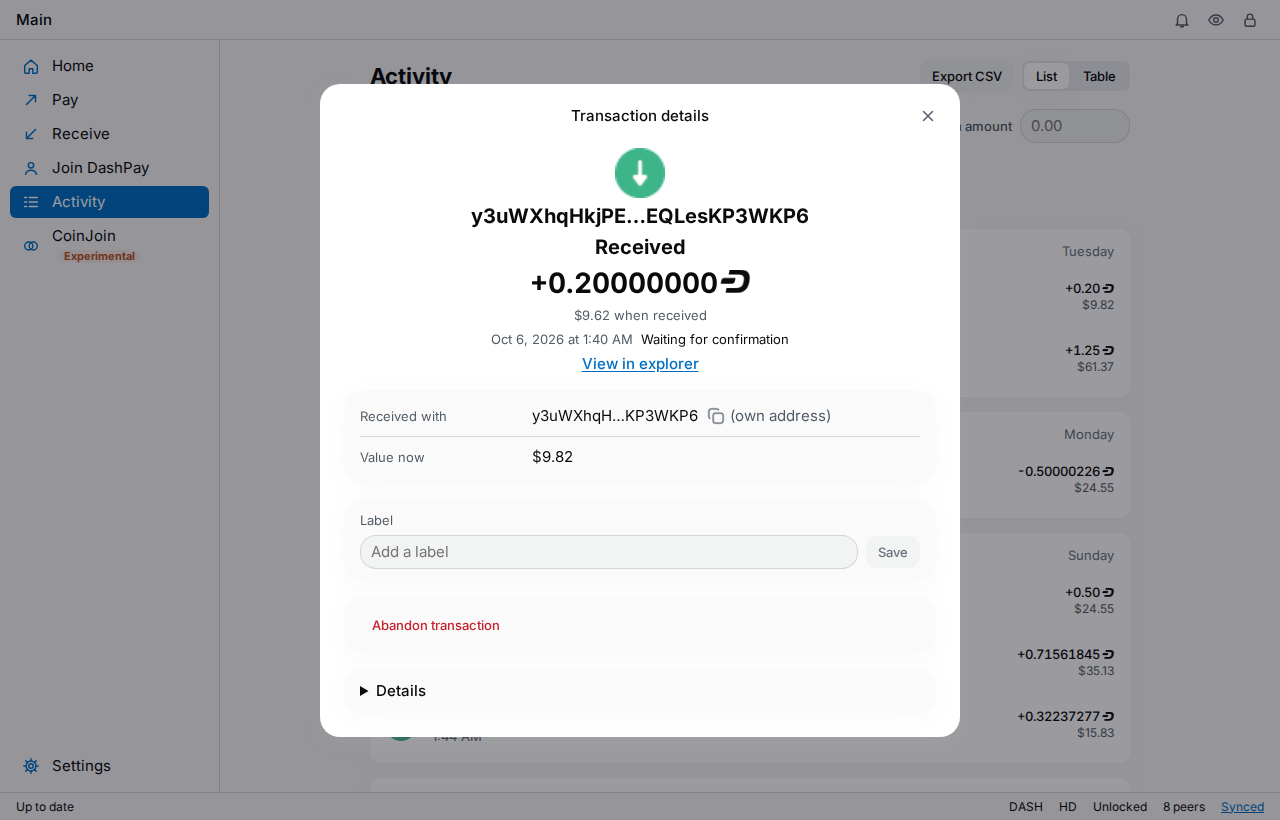 Main
Home
Pay
Receive
Join DashPay
Activity
CoinJoin
Experimental
Settings
Activity
Export CSV
List
Table
amount
0.00
Tuesday
+0.20
$9.82
+1.25
$61.37
Monday
-0.50000226
$24.55
Sunday
+0.50
$24.55
+0.71561845
$35.13
+0.32237277
$15.83
1:44 AM
Transaction details
y3uWXhqHkjPE...EQLesKP3WKP6
Received
+0.20000000
$9.62 when received
Oct 6, 2026 at 1:40 AM Waiting for confirmation
View in explorer
Received with y3uWXhqH...KP3WKP6 (own address)
Value now $9.82
Label
Add a label
Save
Abandon transaction
Details
Up to date
DASH HD Unlocked 8 peers Synced